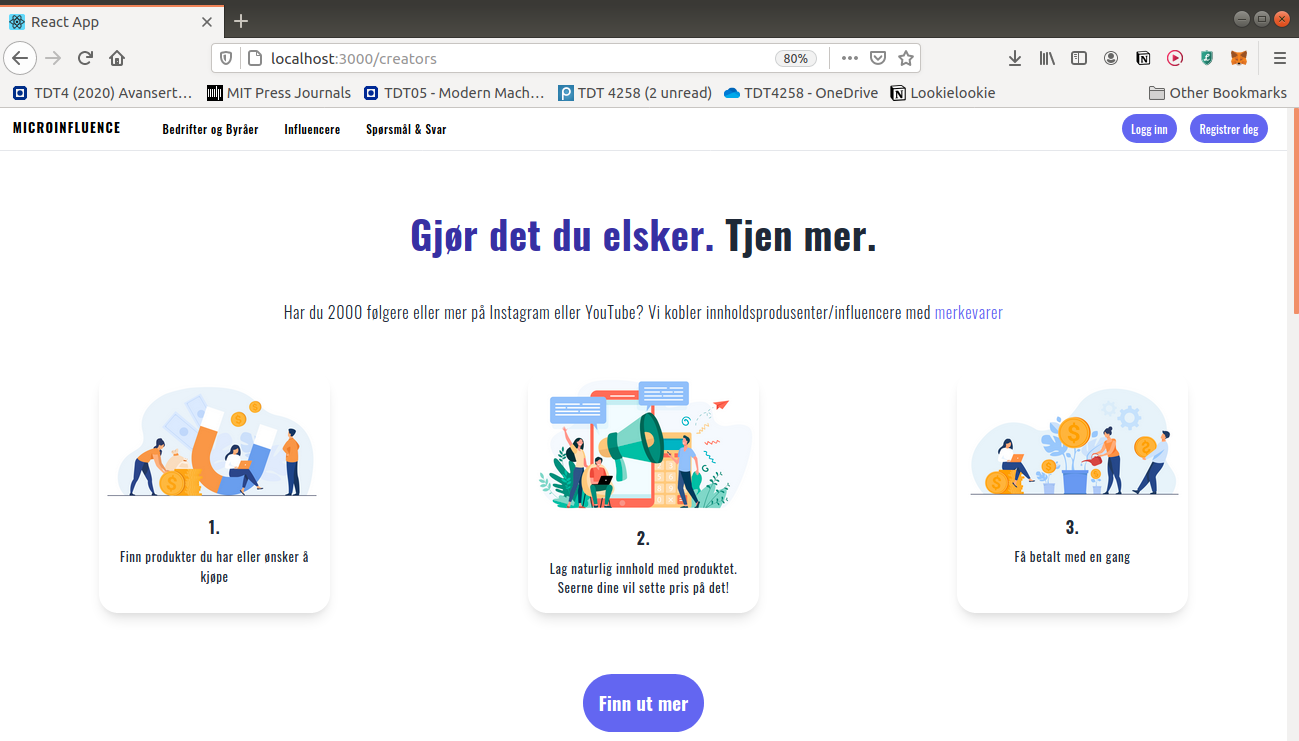 React App
localhost:3000/creators
80%
TDT4 (2020) Avansert…
MIT Press Journals
TDT05 - Modern Mach…
TDT 4258 (2 unread)
TDT4258 - OneDrive
Lookielookie
Other Bookmarks
MICROINFLUENCE
Bedrifter og Byråer
Influencere
Spørsmål & Svar
Logg inn
Registrer deg
Gjør det du elsker. Tjen mer.
Har du 2000 følgere eller mer på Instagram eller YouTube? Vi kobler innholdsprodusenter/influencere med merkevarer
1.
Finn produkter du har eller ønsker å
kjøpe
2.
Lag naturlig innhold med produktet.
Seerne dine vil sette pris på det!
3.
Få betalt med en gang
Finn ut mer